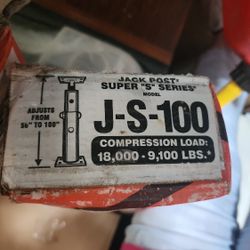 JACK POST
SUPER "S" SERIES
MODEL
J-S-100
ADJUSTS
FROM
56" TO 100"
COMPRESSION LOAD:
18,000 - 9,100 LBS.*